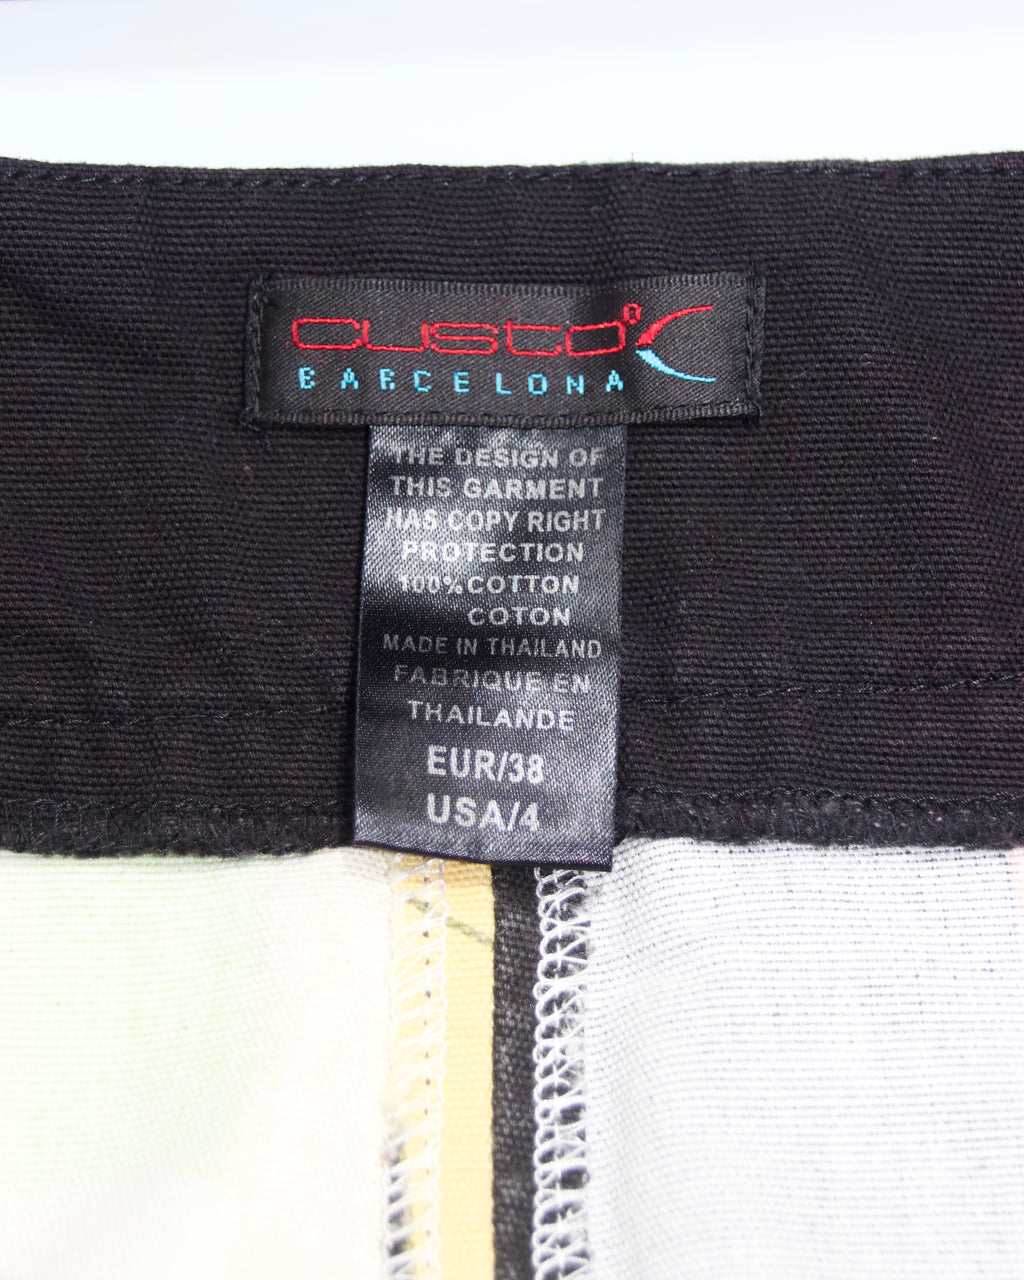 custo®
BARCELONA
THE DESIGN OF
THIS GARMENT
HAS COPY RIGHT
PROTECTION
100% COTTON
COTON
MADE IN THAILAND
FABRIQUE EN
THAILANDE
EUR/38
USA/4